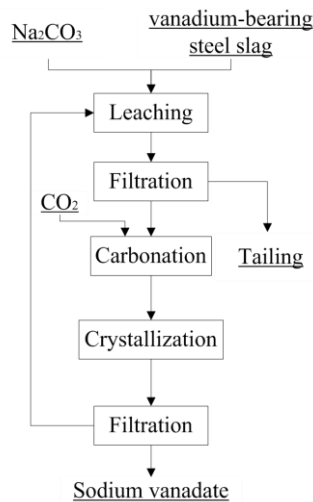 Na₂CO₃
vanadium-bearing
steel slag
Leaching
Filtration
CO₂
Carbonation
Tailing
Crystallization
Filtration
Sodium vanadate